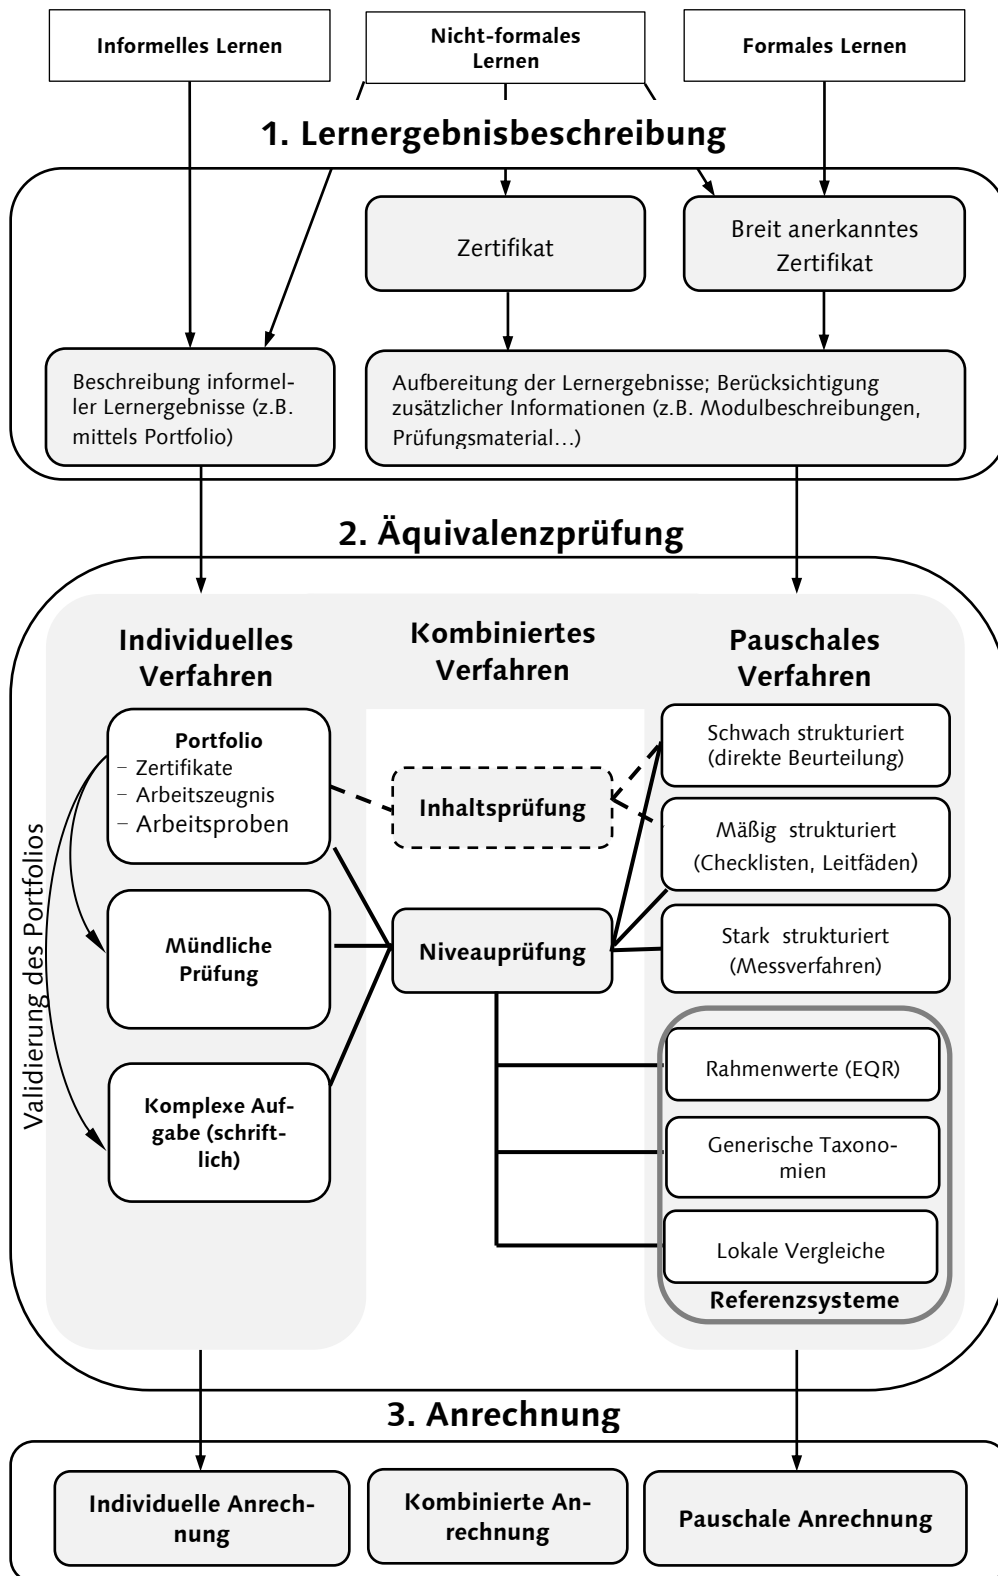 Informelles Lernen
Nicht-formales
Lernen
Formales Lernen
1. Lernergebnisbeschreibung
Zertifikat
Breit anerkanntes
Zertifikat
Beschreibung informel-
ler Lernergebnisse (z.B.
mittels Portfolio)
Aufbereitung der Lernergebnisse; Berücksichtigung
zusätzlicher Informationen (z.B. Modulbeschreibungen,
Prüfungsmaterial…)
2. Äquivalenzprüfung
Individuelles
Verfahren
Kombiniertes
Verfahren
Pauschales
Verfahren
Validierung des Portfolios
Portfolio
– Zertifikate
– Arbeitszeugnis
– Arbeitsproben
Mündliche
Prüfung
Komplexe Auf-
gabe (schrift-
lich)
Inhaltsprüfung
Niveauprüfung
Schwach strukturiert
(direkte Beurteilung)
Mäßig strukturiert
(Checklisten, Leitfäden)
Stark strukturiert
(Messverfahren)
Rahmenwerte (EQR)
Generische Taxono-
mien
Lokale Vergleiche
Referenzsysteme
3. Anrechnung
Individuelle Anrech-
nung
Kombinierte An-
rechnung
Pauschale Anrechnung